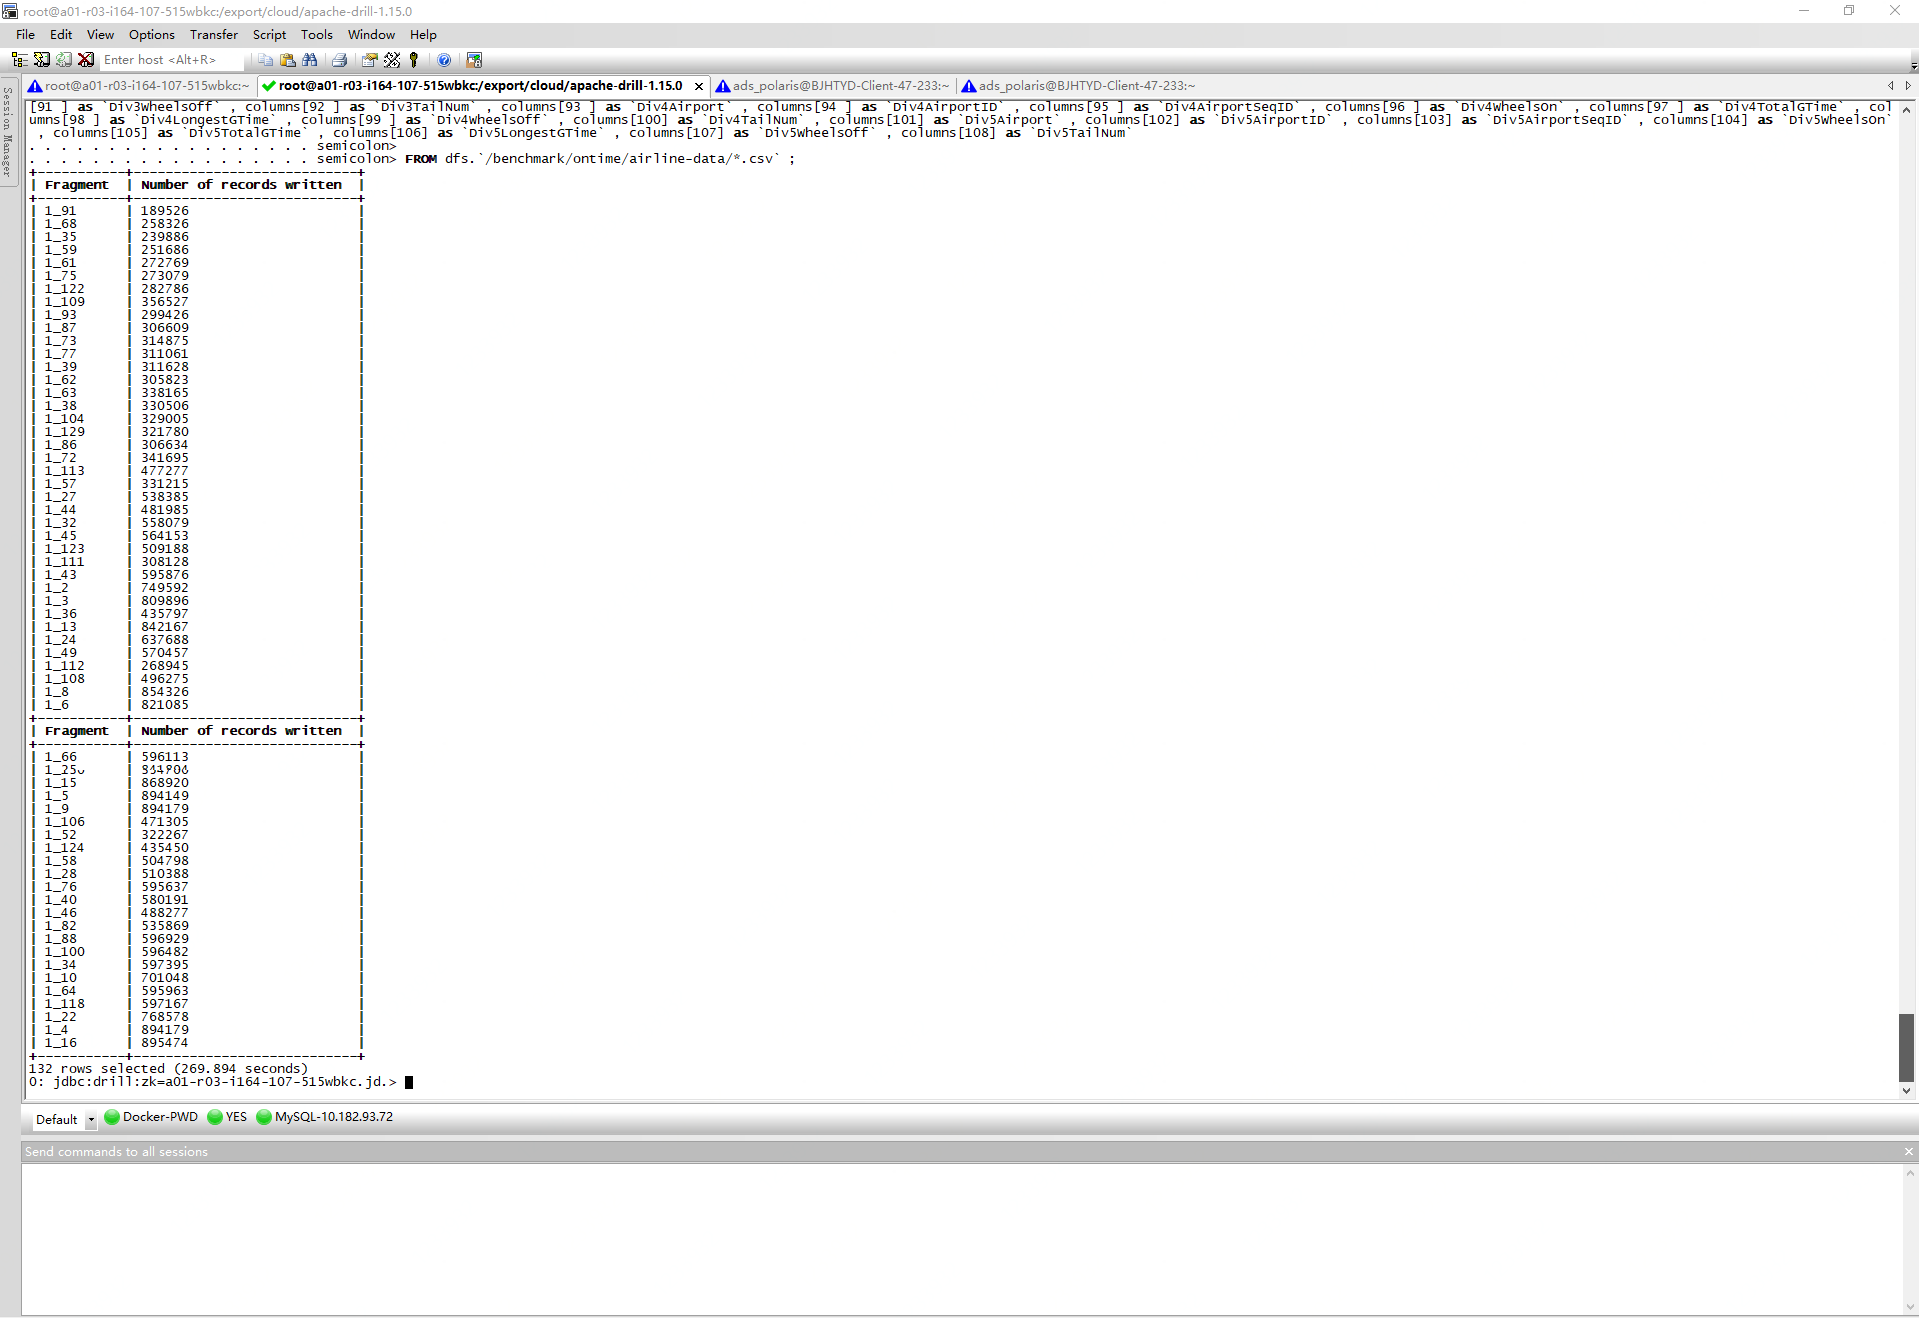 root@a01-r03-i164-107-515wbkc:/export/cloud/apache-drill-1.15.0
File Edit View Options Transfer Script Tools Window Help
Enter host <Alt+R>
root@a01-r03-i164-107-515wbkc:~ root@a01-r03-i164-107-515wbkc:/export/cloud/apache-drill-1.15.0 × ads_polaris@BJHTYD-Client-47-233:~ ads_polaris@BJHTYD-Client-47-233:~
Session Manager
[91 ] as `Div3WheelsOff` , columns[92 ] as `Div3TailNum` , columns[93 ] as `Div4Airport` , columns[94 ] as `Div4AirportID` , columns[95 ] as `Div4AirportSeqID` , columns[96 ] as `Div4WheelsOn` , columns[97 ] as `Div4TotalGTime` , col
umns[98 ] as `Div4LongestGTime` , columns[99 ] as `Div4WheelsOff` , columns[100] as `Div4TailNum` , columns[101] as `Div5Airport` , columns[102] as `Div5AirportID` , columns[103] as `Div5AirportSeqID` , columns[104] as `Div5WheelsOn`
 , columns[105] as `Div5TotalGTime` , columns[106] as `Div5LongestGTime` , columns[107] as `Div5WheelsOff` , columns[108] as `Div5TailNum`
. . . . . . . . . . . . . . . . . . semicolon>
. . . . . . . . . . . . . . . . . . semicolon> FROM dfs.`/benchmark/ontime/airline-data/*.csv` ;
+-----------+----------------------------+
| Fragment | Number of records written |
+-----------+----------------------------+
| 1_91 | 189526 |
| 1_68 | 258326 |
| 1_35 | 239886 |
| 1_59 | 251686 |
| 1_61 | 272769 |
| 1_75 | 273079 |
| 1_122 | 282786 |
| 1_109 | 356527 |
| 1_93 | 299426 |
| 1_87 | 306609 |
| 1_73 | 314875 |
| 1_77 | 311061 |
| 1_39 | 311628 |
| 1_62 | 305823 |
| 1_63 | 338165 |
| 1_38 | 330506 |
| 1_104 | 329005 |
| 1_129 | 321780 |
| 1_86 | 306634 |
| 1_72 | 341695 |
| 1_113 | 477277 |
| 1_57 | 331215 |
| 1_27 | 538385 |
| 1_44 | 481985 |
| 1_32 | 558079 |
| 1_45 | 564153 |
| 1_123 | 509188 |
| 1_111 | 308128 |
| 1_43 | 595876 |
| 1_2 | 749592 |
| 1_3 | 809896 |
| 1_36 | 435797 |
| 1_13 | 842167 |
| 1_24 | 637688 |
| 1_49 | 570457 |
| 1_112 | 268945 |
| 1_108 | 496275 |
| 1_8 | 854326 |
| 1_6 | 821085 |
+-----------+----------------------------+
| Fragment | Number of records written |
+-----------+----------------------------+
| 1_66 | 596113 |
| 1_15 | 868920 |
| 1_5 | 894149 |
| 1_9 | 894179 |
| 1_106 | 471305 |
| 1_52 | 322267 |
| 1_124 | 435450 |
| 1_58 | 504798 |
| 1_28 | 510388 |
| 1_76 | 595637 |
| 1_40 | 580191 |
| 1_46 | 488277 |
| 1_82 | 535869 |
| 1_88 | 596929 |
| 1_100 | 596482 |
| 1_34 | 597395 |
| 1_10 | 701048 |
| 1_64 | 595963 |
| 1_118 | 597167 |
| 1_22 | 768578 |
| 1_4 | 894179 |
| 1_16 | 895474 |
+-----------+----------------------------+
132 rows selected (269.894 seconds)
0: jdbc:drill:zk=a01-r03-i164-107-515wbkc.jd.>
Default Docker-PWD YES MySQL-10.182.93.72
Send commands to all sessions